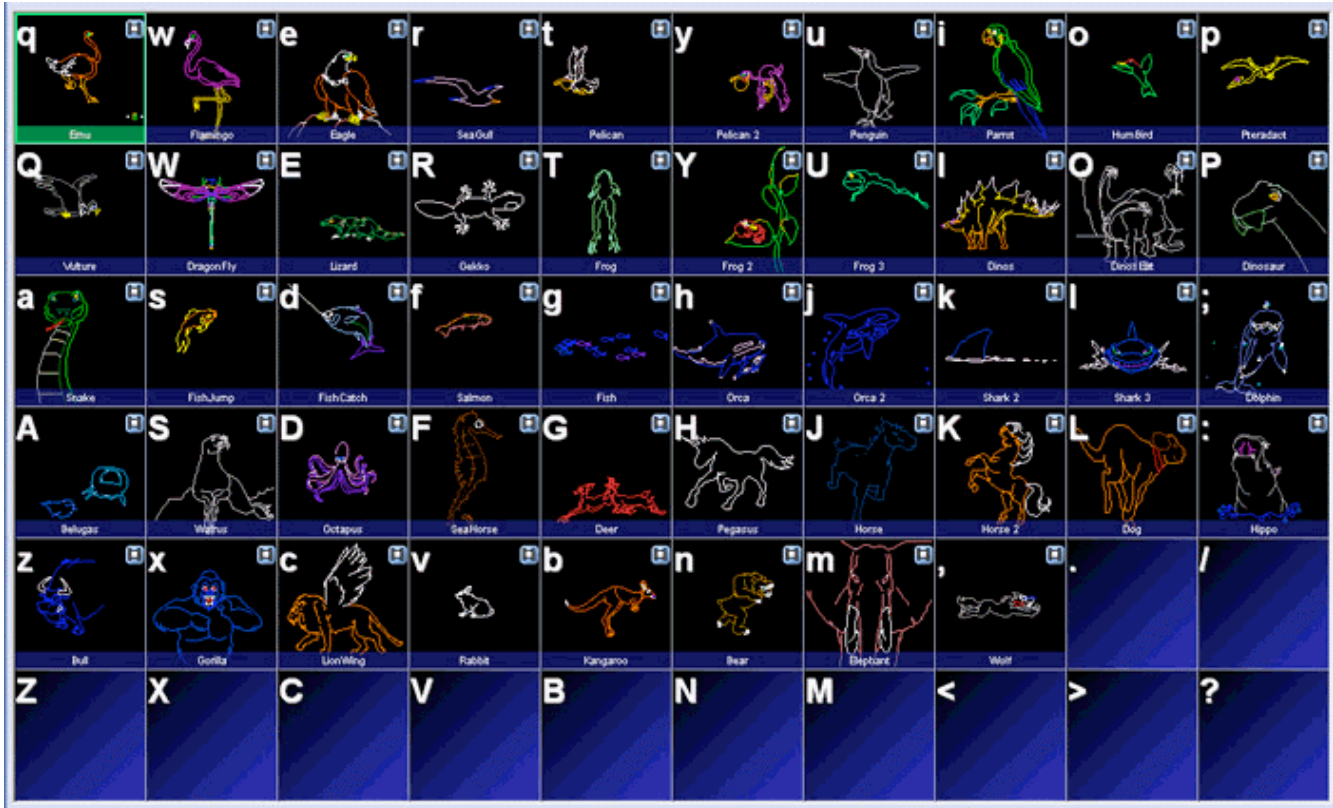 q w e r t y u i o p
Emu Flamingo Eagle SeaGull Pelican Pelican 2 Penguin Parrot HumBird Pteradact
Q W E R T Y U I O P
Vulture DragonFly Lizard Gekko Frog Frog 2 Frog 3 Dinos Dinos Eat Dinosaur
a s d f g h j k l ;
Snake FishJump FishCatch Salmon Fish Orca Orca 2 Shark 2 Shark 3 Dolphin
A S D F G H J K L :
Belugas Walrus Octapus SeaHorse Deer Pegasus Horse Horse 2 Dog Hippo
z x c v b n m , . /
Bull Gorilla LionWing Rabbit Kangaroo Bear Elephant Wolf
Z X C V B N M < > ?